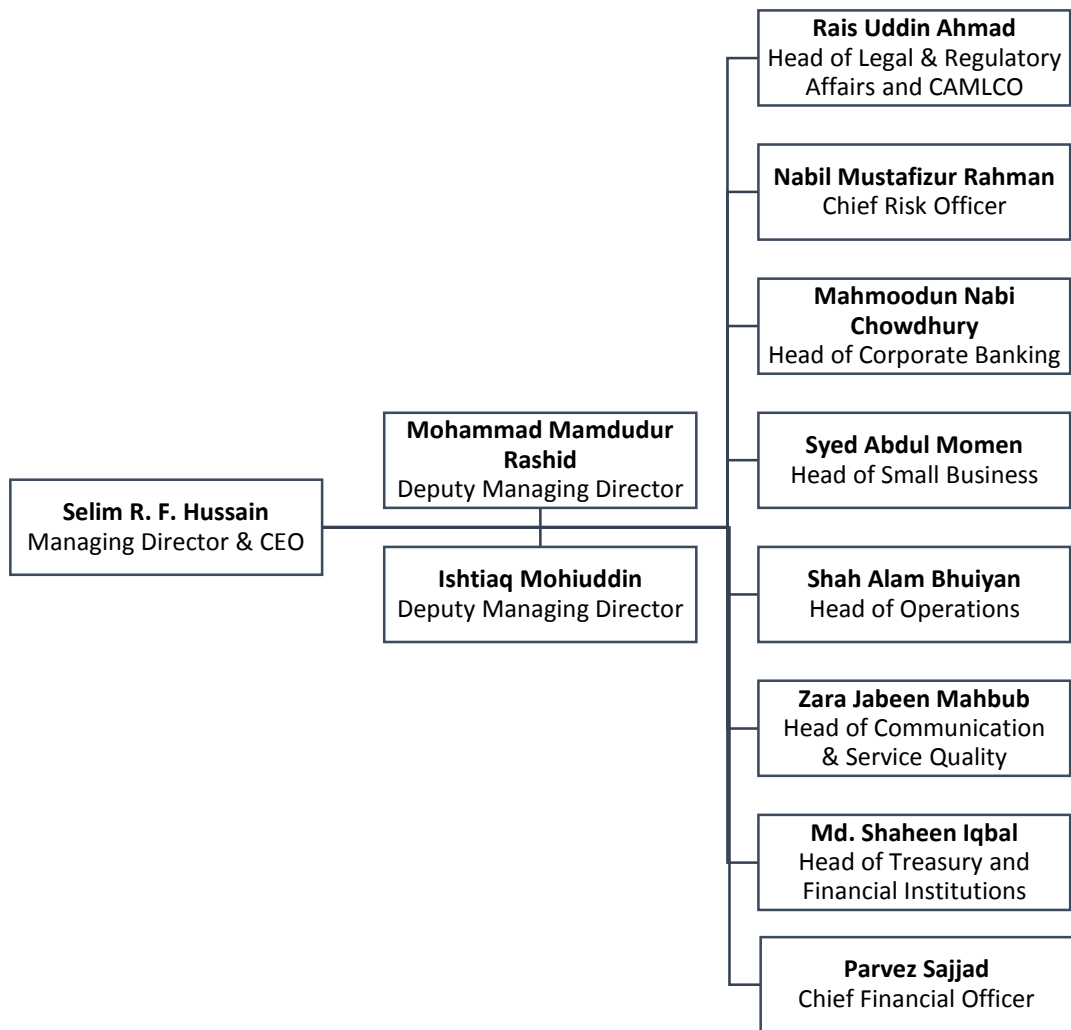 Rais Uddin Ahmad
Head of Legal & Regulatory
Affairs and CAMLCO
Nabil Mustafizur Rahman
Chief Risk Officer
Mahmoodun Nabi
Chowdhury
Head of Corporate Banking
Mohammad Mamdudur
Rashid
Deputy Managing Director
Syed Abdul Momen
Head of Small Business
Selim R. F. Hussain
Managing Director & CEO
Ishtiaq Mohiuddin
Deputy Managing Director
Shah Alam Bhuiyan
Head of Operations
Zara Jabeen Mahbub
Head of Communication
& Service Quality
Md. Shaheen Iqbal
Head of Treasury and
Financial Institutions
Parvez Sajjad
Chief Financial Officer